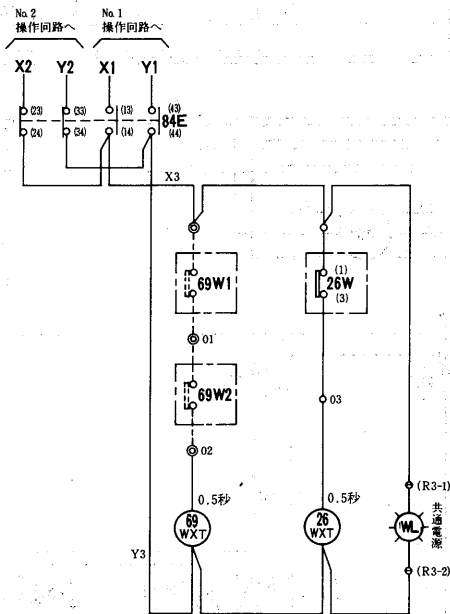 No.2
操作回路へ
No.1
操作回路へ
X2 Y2 X1 Y1
(23) (33) (13) (43)
84E
(24) (34) (14) (44)
X3
(1)
69W1 26W
(3)
01
69W2
03
02
0.5秒 0.5秒
(R3-1)
69
WXT
26
WXT
WL
共通電源
Y3
(R3-2)